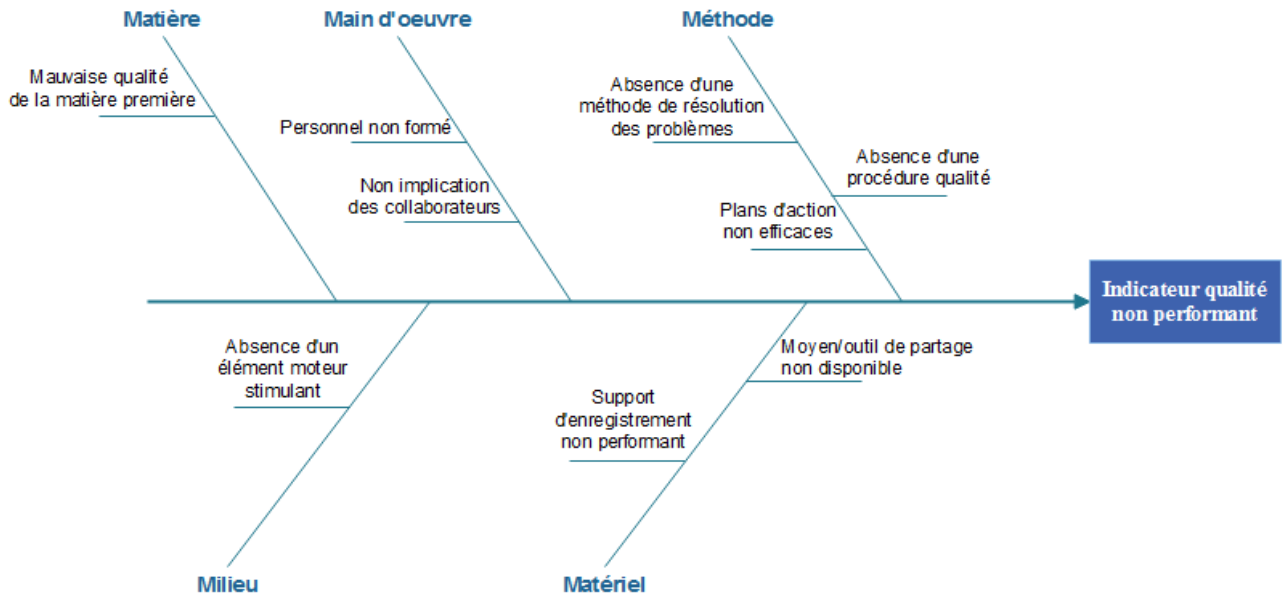 Matière
Main d'oeuvre
Méthode
Mauvaise qualité
de la matière première
Personnel non formé
Non implication
des collaborateurs
Absence d'une
méthode de résolution
des problèmes
Absence d'une
procédure qualité
Plans d'action
non efficaces
Indicateur qualité
non performant
Absence d'un
élément moteur
stimulant
Moyen/outil de partage
non disponible
Support
d'enregistrement
non performant
Milieu
Matériel